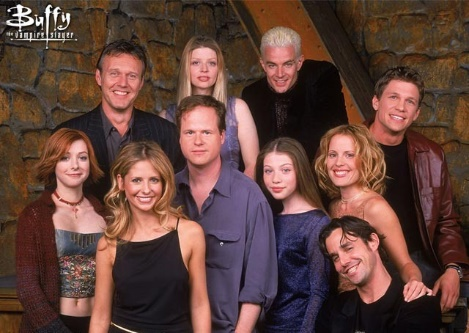 Buffy
the vampire slayer